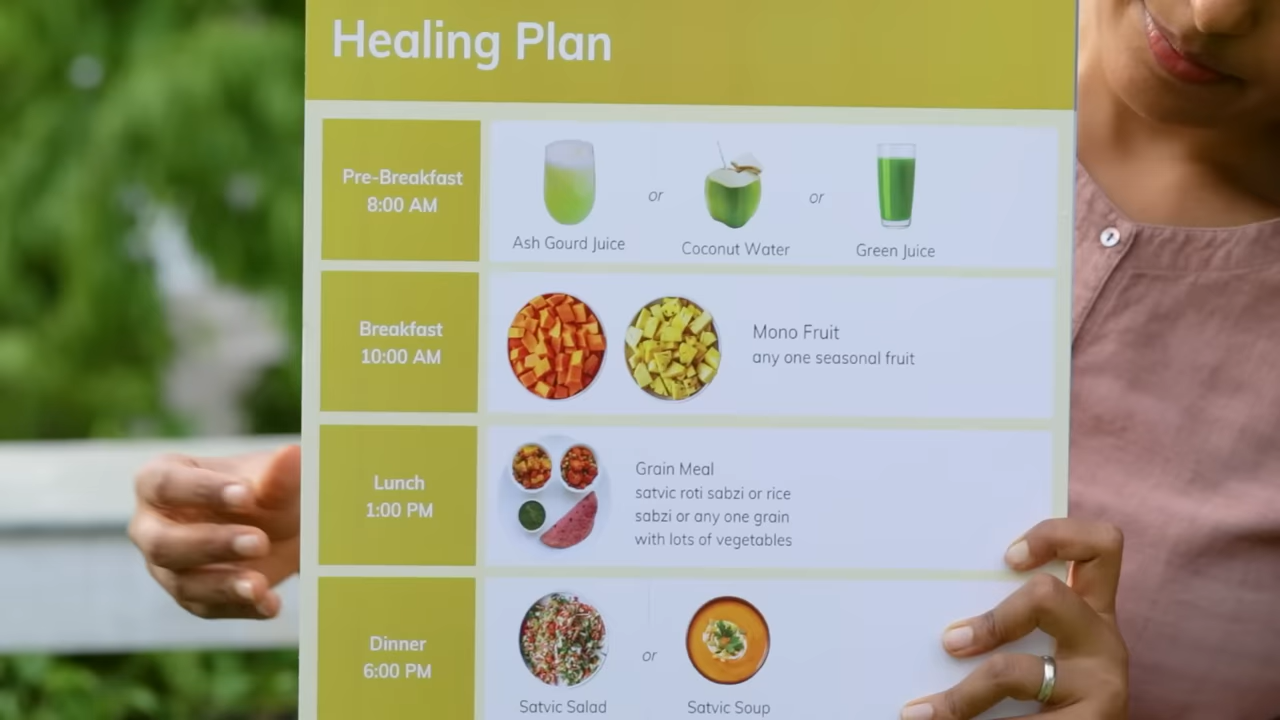 Healing Plan
Pre-Breakfast
8:00 AM
or
or
Ash Gourd Juice
Coconut Water
Green Juice
Breakfast
10:00 AM
Mono Fruit
any one seasonal fruit
Lunch
1:00 PM
Grain Meal
satvic roti sabzi or rice
sabzi or any one grain
with lots of vegetables
Dinner
6:00 PM
or
Satvic Salad
Satvic Soup